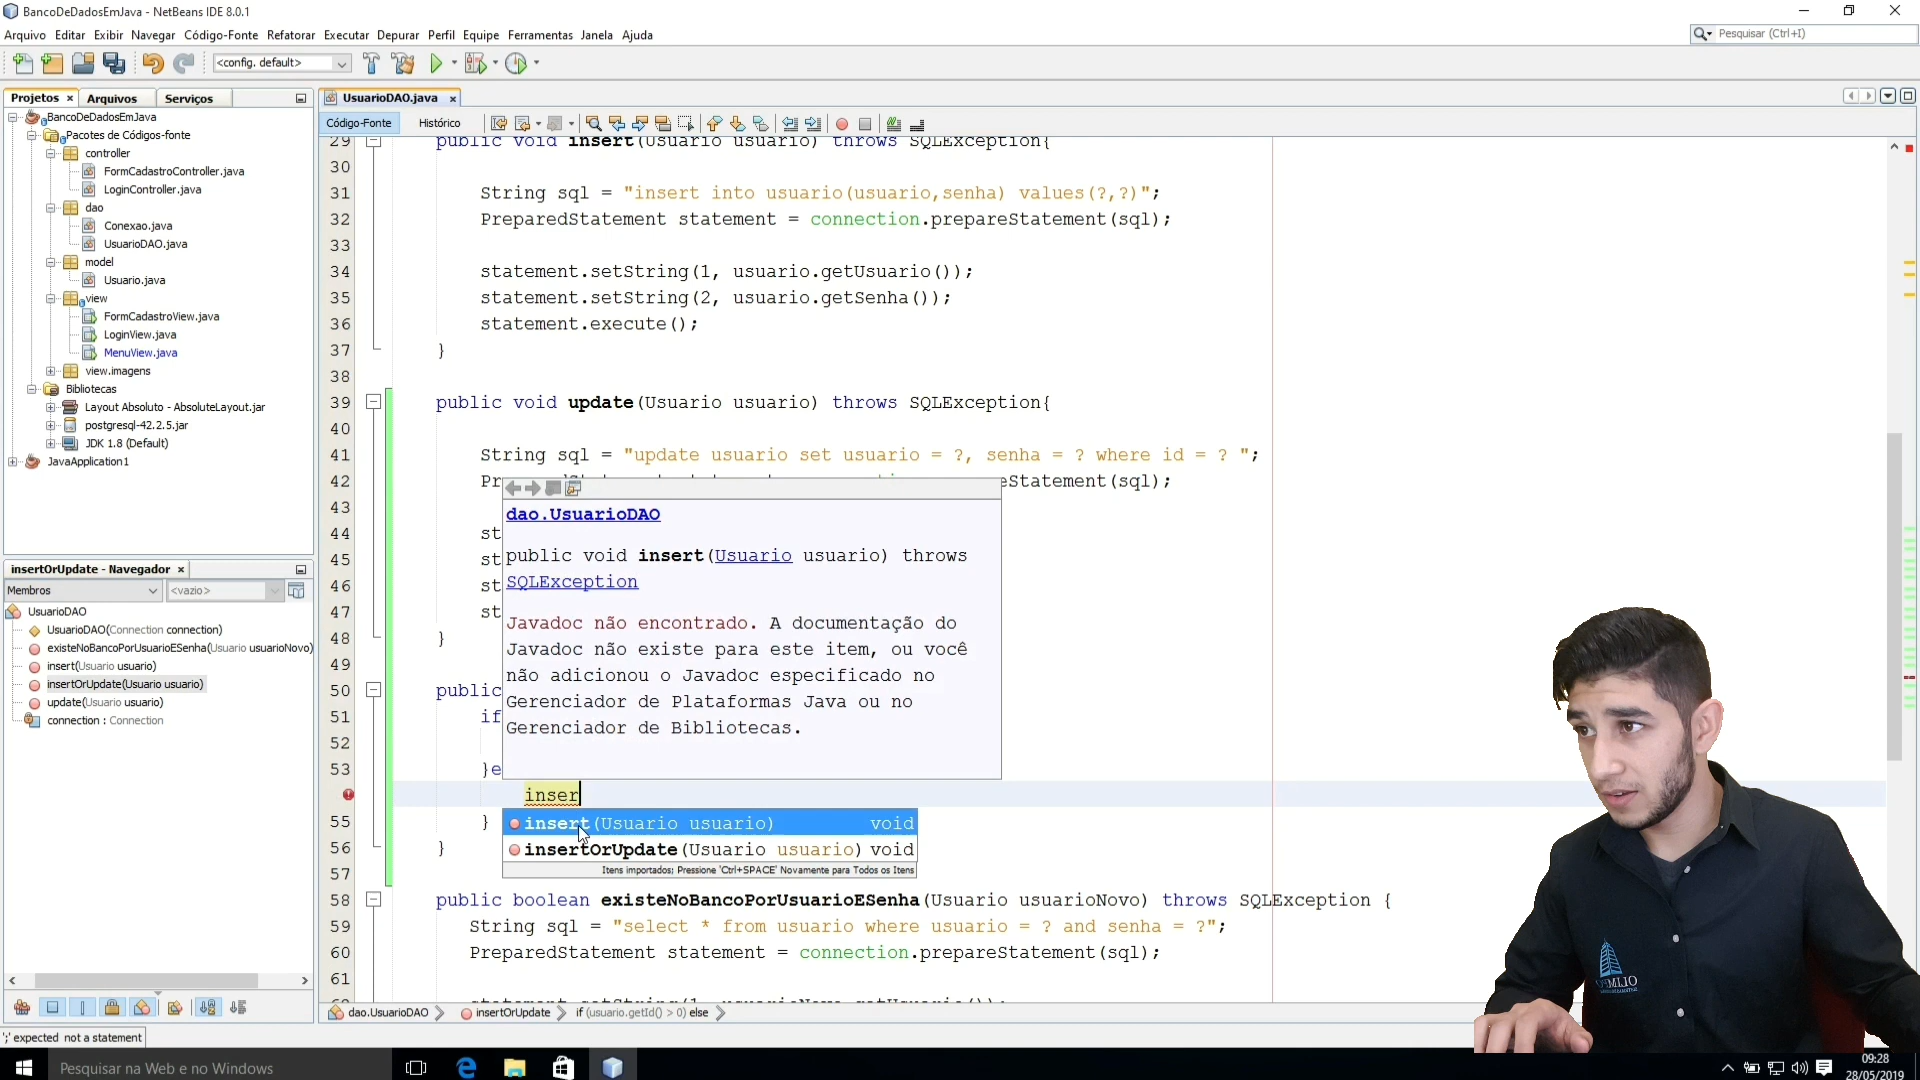 BancoDeDadosEmJava - NetBeans IDE 8.0.1
Arquivo Editar Exibir Navegar Código-Fonte Refatorar Executar Depurar Perfil Equipe Ferramentas Janela Ajuda
Pesquisar (Ctrl+I)
<config. default>
Projetos x Arquivos Serviços
UsuarioDAO.java x
Código-Fonte Histórico
BancoDeDadosEmJava
Pacotes de Códigos-fonte
controller
FormCadastroController.java
LoginController.java
dao
Conexao.java
UsuarioDAO.java
model
Usuario.java
view
FormCadastroView.java
LoginView.java
MenuView.java
view.imagens
Bibliotecas
Layout Absoluto - AbsoluteLayout.jar
postgresql-42.2.5.jar
JDK 1.8 (Default)
JavaApplication1
insertOrUpdate - Navegador x
Membros <vazio>
UsuarioDAO
UsuarioDAO(Connection connection)
existeNoBancoPorUsuarioESenha(Usuario usuarioNovo)
insert(Usuario usuario)
insertOrUpdate(Usuario usuario)
update(Usuario usuario)
connection : Connection
29 public void insert(Usuario usuario) throws SQLException{
30
31 String sql = "insert into usuario(usuario,senha) values(?,?)";
32 PreparedStatement statement = connection.prepareStatement(sql);
33
34 statement.setString(1, usuario.getUsuario());
35 statement.setString(2, usuario.getSenha());
36 statement.execute();
37 }
38
39 public void update(Usuario usuario) throws SQLException{
40
41 String sql = "update usuario set usuario = ?, senha = ? where id = ? ";
42 Pr eStatement(sql);
43
44 st
45 st
46 st
47 st
48 }
49
50 public
51 if
52
53 }e
inser
55 }
56 }
57
58 public boolean existeNoBancoPorUsuarioESenha(Usuario usuarioNovo) throws SQLException {
59 String sql = "select * from usuario where usuario = ? and senha = ?";
60 PreparedStatement statement = connection.prepareStatement(sql);
61
dao.UsuarioDAO
public void insert(Usuario usuario) throws
SQLException
Javadoc não encontrado. A documentação do
Javadoc não existe para este item, ou você
não adicionou o Javadoc especificado no
Gerenciador de Plataformas Java ou no
Gerenciador de Bibliotecas.
insert(Usuario usuario) void
insertOrUpdate(Usuario usuario) void
Itens importados; Pressione 'Ctrl+SPACE' Novamente para Todos os Itens
dao.UsuarioDAO insertOrUpdate if (usuario.getId() > 0) else
';' expected not a statement
Pesquisar na Web e no Windows
09:28
28/05/2019